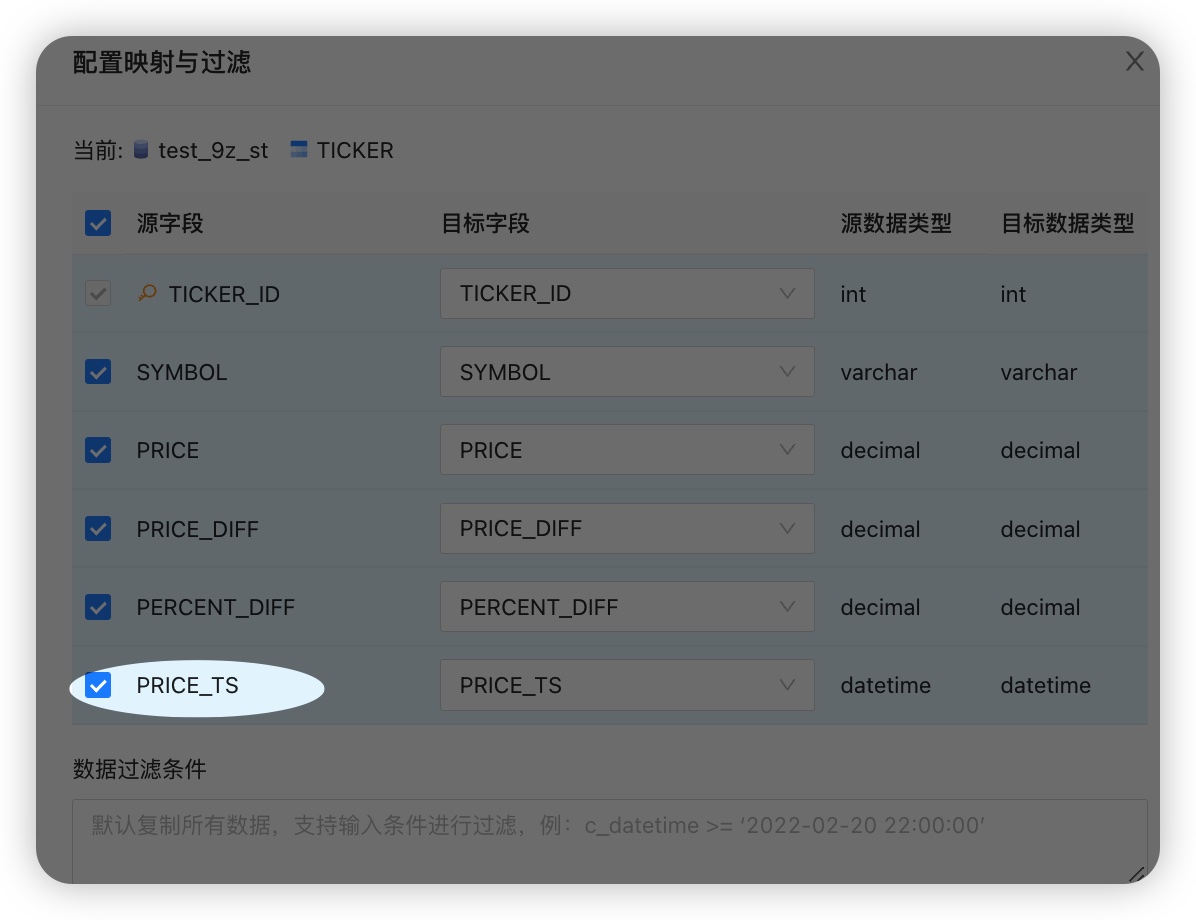 配置映射与过滤
当前: test_9z_st TICKER
源字段 目标字段 源数据类型 目标数据类型
TICKER_ID TICKER_ID int int
SYMBOL SYMBOL varchar varchar
PRICE PRICE decimal decimal
PRICE_DIFF PRICE_DIFF decimal decimal
PERCENT_DIFF PERCENT_DIFF decimal decimal
PRICE_TS PRICE_TS datetime datetime
数据过滤条件
默认复制所有数据，支持输入条件进行过滤，例：c_datetime >= ‘2022-02-20 22:00:00’